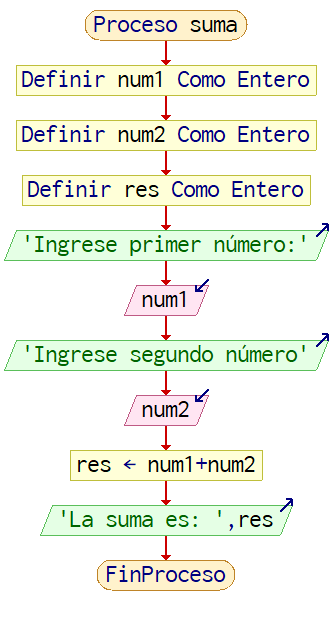 Proceso suma
Definir num1 Como Entero
Definir num2 Como Entero
Definir res Como Entero
'Ingrese primer número:'
num1
'Ingrese segundo número'
num2
res ← num1+num2
'La suma es: ',res
FinProceso